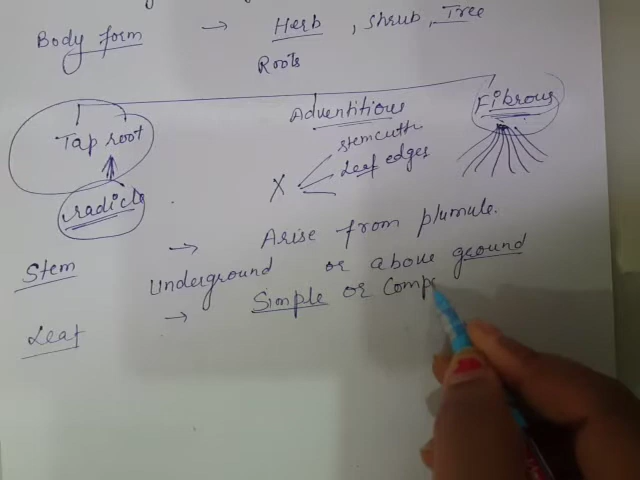 Body form → Herb, Shrub, Tree
Roots
Tap root
Adventitious
Fibrous
radicle
Leaf edges
X
Stem → Arise from plumule.
Underground or above ground
Leaf → Simple or Comp